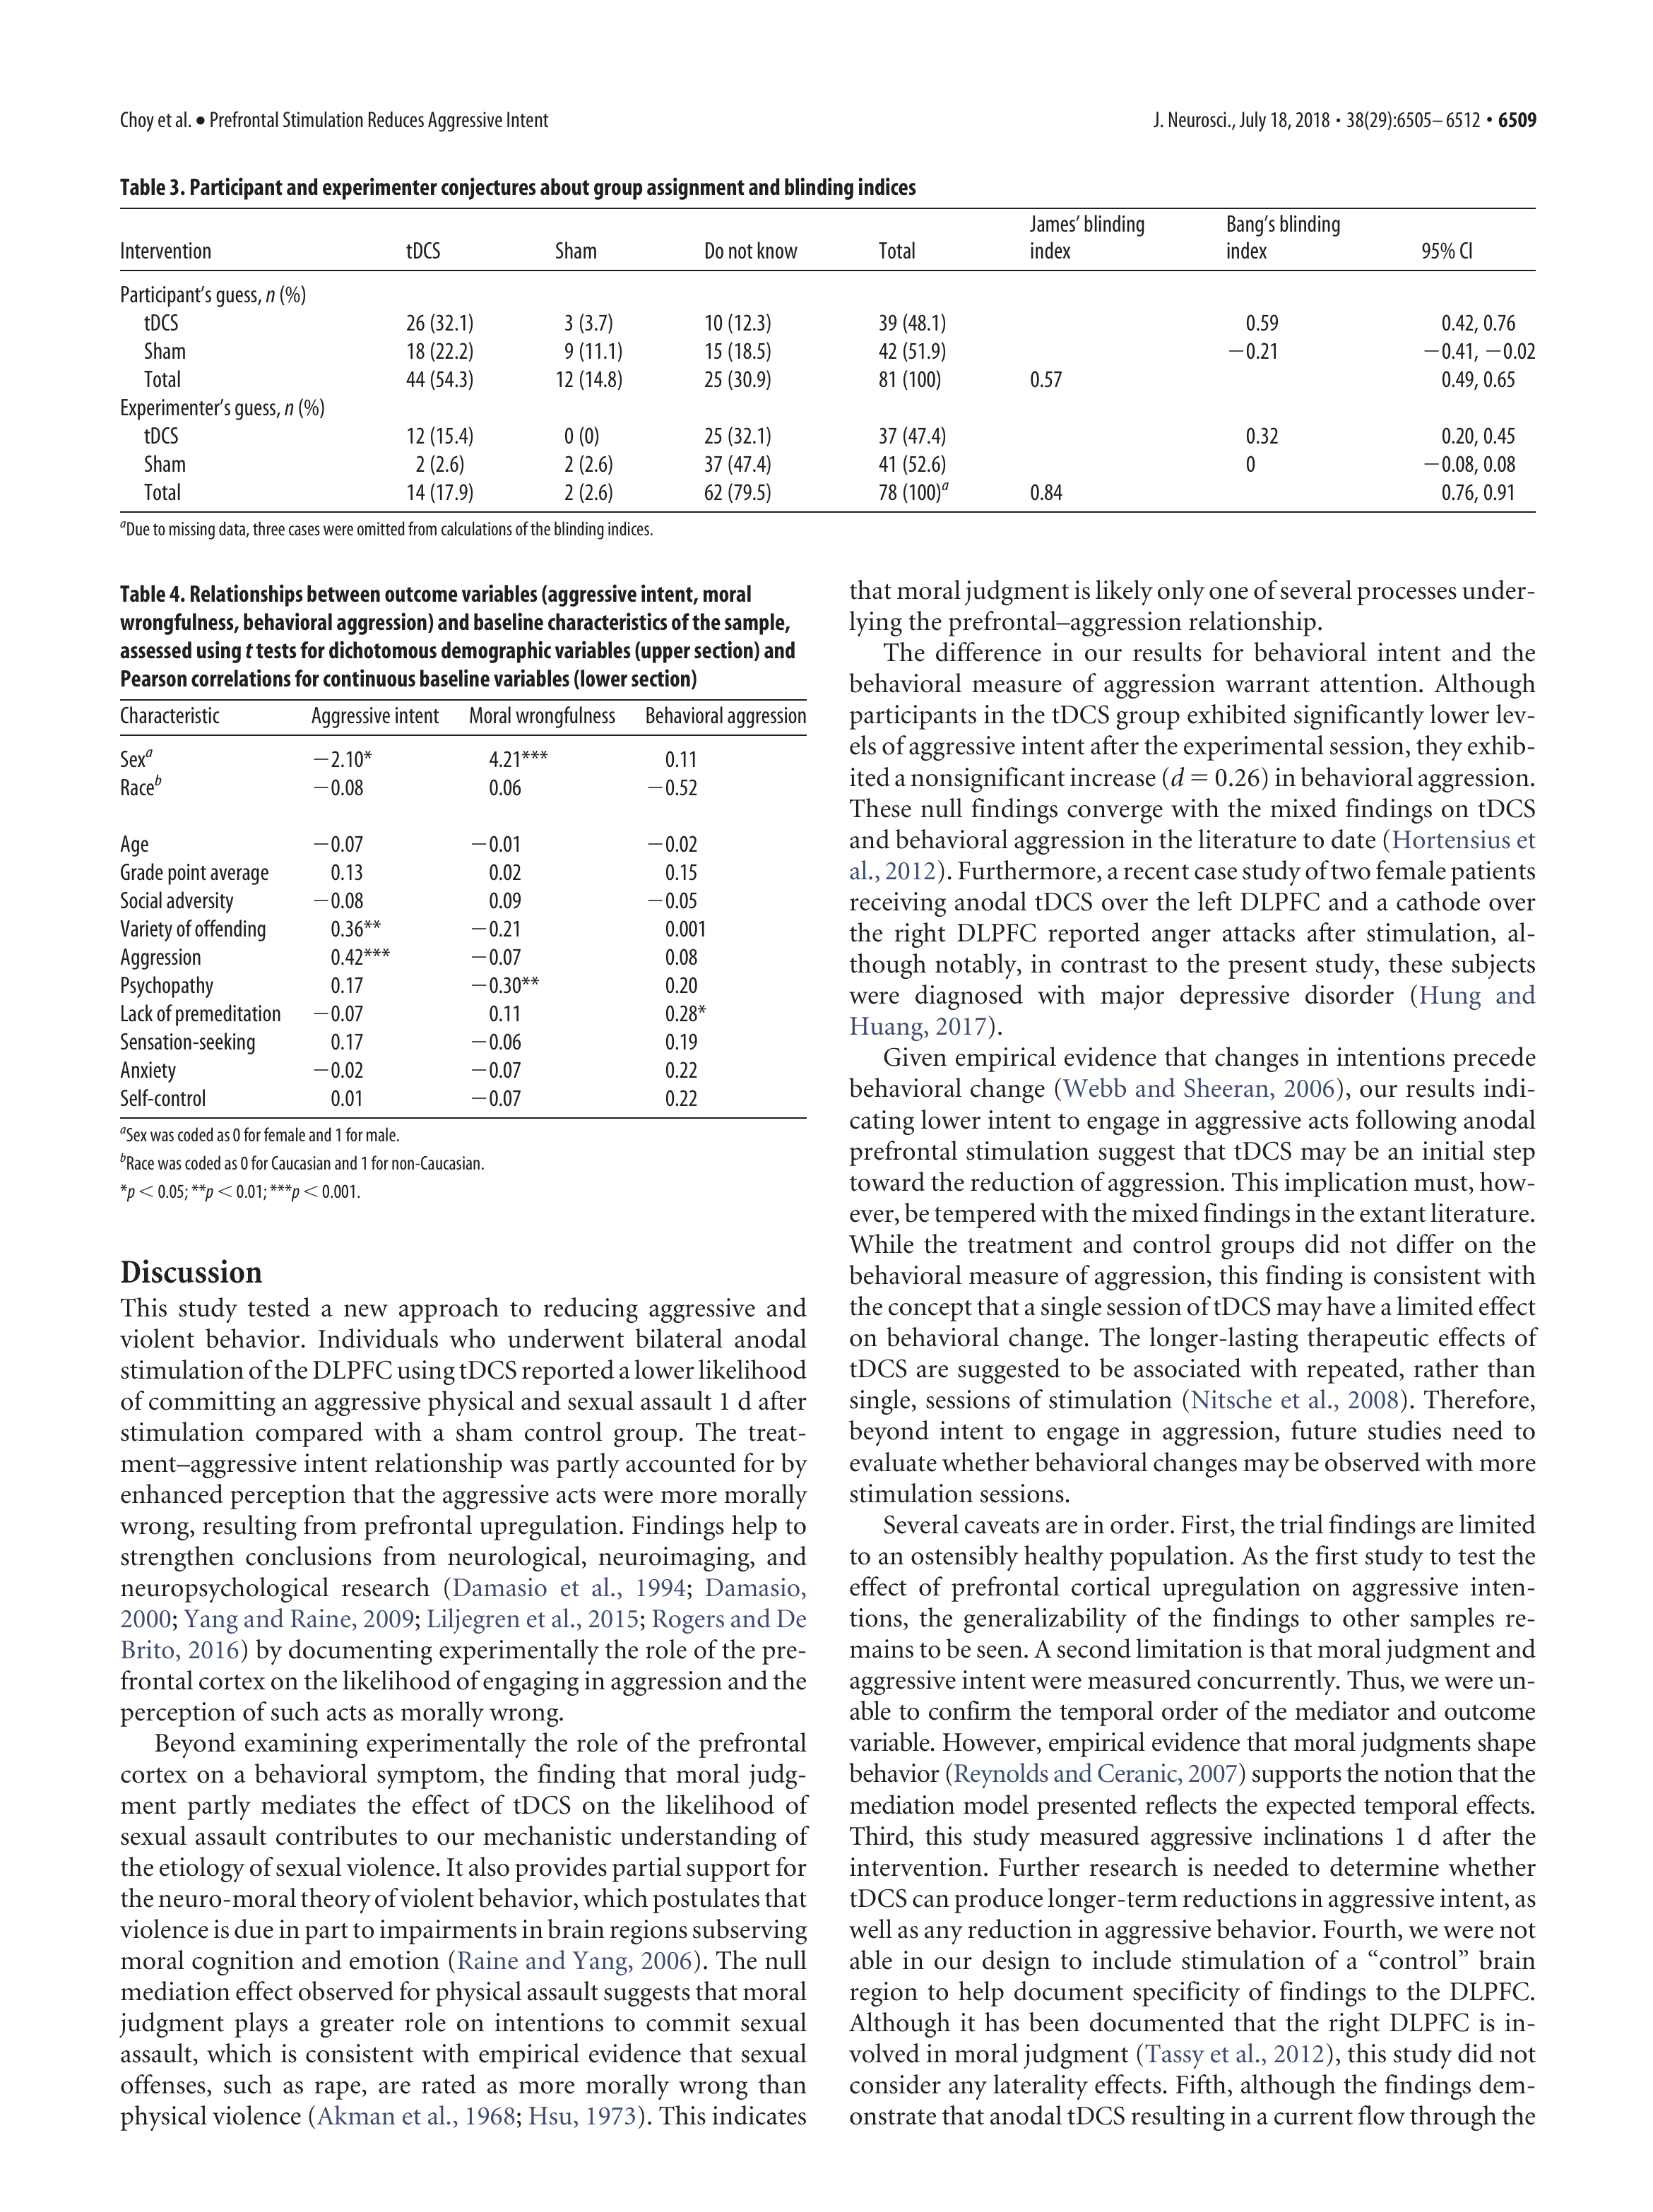 Choy et al. • Prefrontal Stimulation Reduces Aggressive Intent
J. Neurosci., July 18, 2018 • 38(29):6505–6512 • 6509
Table 3. Participant and experimenter conjectures about group assignment and blinding indices
Intervention tDCS Sham Do not know Total James’ blinding index Bang’s blinding index 95% CI
Participant’s guess, n (%)
tDCS 26 (32.1) 3 (3.7) 10 (12.3) 39 (48.1) 0.59 0.42, 0.76
Sham 18 (22.2) 9 (11.1) 15 (18.5) 42 (51.9) −0.21 −0.41, −0.02
Total 44 (54.3) 12 (14.8) 25 (30.9) 81 (100) 0.57 0.49, 0.65
Experimenter’s guess, n (%)
tDCS 12 (15.4) 0 (0) 25 (32.1) 37 (47.4) 0.32 0.20, 0.45
Sham 2 (2.6) 2 (2.6) 37 (47.4) 41 (52.6) 0 −0.08, 0.08
Total 14 (17.9) 2 (2.6) 62 (79.5) 78 (100)a 0.84 0.76, 0.91
aDue to missing data, three cases were omitted from calculations of the blinding indices.
Table 4. Relationships between outcome variables (aggressive intent, moral
wrongfulness, behavioral aggression) and baseline characteristics of the sample,
assessed using t tests for dichotomous demographic variables (upper section) and
Pearson correlations for continuous baseline variables (lower section)
Characteristic Aggressive intent Moral wrongfulness Behavioral aggression
Sexa −2.10* 4.21*** 0.11
Raceb −0.08 0.06 −0.52
Age −0.07 −0.01 −0.02
Grade point average 0.13 0.02 0.15
Social adversity −0.08 0.09 −0.05
Variety of offending 0.36** −0.21 0.001
Aggression 0.42*** −0.07 0.08
Psychopathy 0.17 −0.30** 0.20
Lack of premeditation −0.07 0.11 0.28*
Sensation-seeking 0.17 −0.06 0.19
Anxiety −0.02 −0.07 0.22
Self-control 0.01 −0.07 0.22
aSex was coded as 0 for female and 1 for male.
bRace was coded as 0 for Caucasian and 1 for non-Caucasian.
*p < 0.05; **p < 0.01; ***p < 0.001.
Discussion
This study tested a new approach to reducing aggressive and
violent behavior. Individuals who underwent bilateral anodal
stimulation of the DLPFC using tDCS reported a lower likelihood
of committing an aggressive physical and sexual assault 1 d after
stimulation compared with a sham control group. The treat-
ment–aggressive intent relationship was partly accounted for by
enhanced perception that the aggressive acts were more morally
wrong, resulting from prefrontal upregulation. Findings help to
strengthen conclusions from neurological, neuroimaging, and
neuropsychological research (Damasio et al., 1994; Damasio,
2000; Yang and Raine, 2009; Liljegren et al., 2015; Rogers and De
Brito, 2016) by documenting experimentally the role of the pre-
frontal cortex on the likelihood of engaging in aggression and the
perception of such acts as morally wrong.
Beyond examining experimentally the role of the prefrontal
cortex on a behavioral symptom, the finding that moral judg-
ment partly mediates the effect of tDCS on the likelihood of
sexual assault contributes to our mechanistic understanding of
the etiology of sexual violence. It also provides partial support for
the neuro-moral theory of violent behavior, which postulates that
violence is due in part to impairments in brain regions subserving
moral cognition and emotion (Raine and Yang, 2006). The null
mediation effect observed for physical assault suggests that moral
judgment plays a greater role on intentions to commit sexual
assault, which is consistent with empirical evidence that sexual
offenses, such as rape, are rated as more morally wrong than
physical violence (Akman et al., 1968; Hsu, 1973). This indicates
that moral judgment is likely only one of several processes under-
lying the prefrontal–aggression relationship.
The difference in our results for behavioral intent and the
behavioral measure of aggression warrant attention. Although
participants in the tDCS group exhibited significantly lower lev-
els of aggressive intent after the experimental session, they exhib-
ited a nonsignificant increase (d = 0.26) in behavioral aggression.
These null findings converge with the mixed findings on tDCS
and behavioral aggression in the literature to date (Hortensius et
al., 2012). Furthermore, a recent case study of two female patients
receiving anodal tDCS over the left DLPFC and a cathode over
the right DLPFC reported anger attacks after stimulation, al-
though notably, in contrast to the present study, these subjects
were diagnosed with major depressive disorder (Hung and
Huang, 2017).
Given empirical evidence that changes in intentions precede
behavioral change (Webb and Sheeran, 2006), our results indi-
cating lower intent to engage in aggressive acts following anodal
prefrontal stimulation suggest that tDCS may be an initial step
toward the reduction of aggression. This implication must, how-
ever, be tempered with the mixed findings in the extant literature.
While the treatment and control groups did not differ on the
behavioral measure of aggression, this finding is consistent with
the concept that a single session of tDCS may have a limited effect
on behavioral change. The longer-lasting therapeutic effects of
tDCS are suggested to be associated with repeated, rather than
single, sessions of stimulation (Nitsche et al., 2008). Therefore,
beyond intent to engage in aggression, future studies need to
evaluate whether behavioral changes may be observed with more
stimulation sessions.
Several caveats are in order. First, the trial findings are limited
to an ostensibly healthy population. As the first study to test the
effect of prefrontal cortical upregulation on aggressive inten-
tions, the generalizability of the findings to other samples re-
mains to be seen. A second limitation is that moral judgment and
aggressive intent were measured concurrently. Thus, we were un-
able to confirm the temporal order of the mediator and outcome
variable. However, empirical evidence that moral judgments shape
behavior (Reynolds and Ceranic, 2007) supports the notion that the
mediation model presented reflects the expected temporal effects.
Third, this study measured aggressive inclinations 1 d after the
intervention. Further research is needed to determine whether
tDCS can produce longer-term reductions in aggressive intent, as
well as any reduction in aggressive behavior. Fourth, we were not
able in our design to include stimulation of a “control” brain
region to help document specificity of findings to the DLPFC.
Although it has been documented that the right DLPFC is in-
volved in moral judgment (Tassy et al., 2012), this study did not
consider any laterality effects. Fifth, although the findings dem-
onstrate that anodal tDCS resulting in a current flow through the